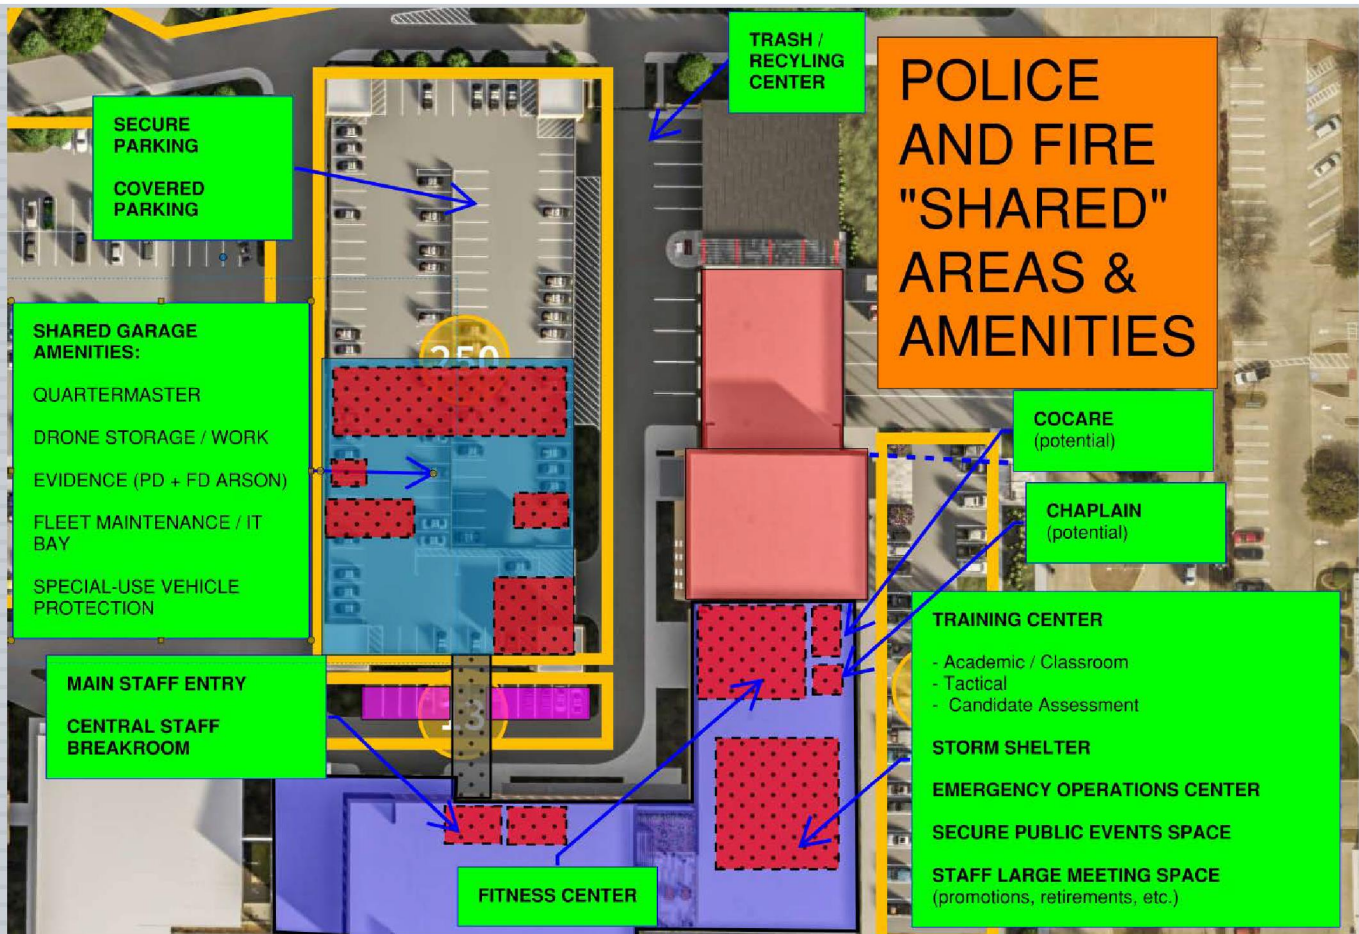 TRASH /
RECYLING
CENTER
POLICE
AND FIRE
"SHARED"
AREAS &
AMENITIES
SECURE
PARKING
COVERED
PARKING
SHARED GARAGE
AMENITIES:
QUARTERMASTER
DRONE STORAGE / WORK
EVIDENCE (PD + FD ARSON)
FLEET MAINTENANCE / IT
BAY
SPECIAL-USE VEHICLE
PROTECTION
250
COCARE
(potential)
CHAPLAIN
(potential)
TRAINING CENTER
- Academic / Classroom
- Tactical
- Candidate Assessment
STORM SHELTER
EMERGENCY OPERATIONS CENTER
SECURE PUBLIC EVENTS SPACE
STAFF LARGE MEETING SPACE
(promotions, retirements, etc.)
MAIN STAFF ENTRY
CENTRAL STAFF
BREAKROOM
FITNESS CENTER